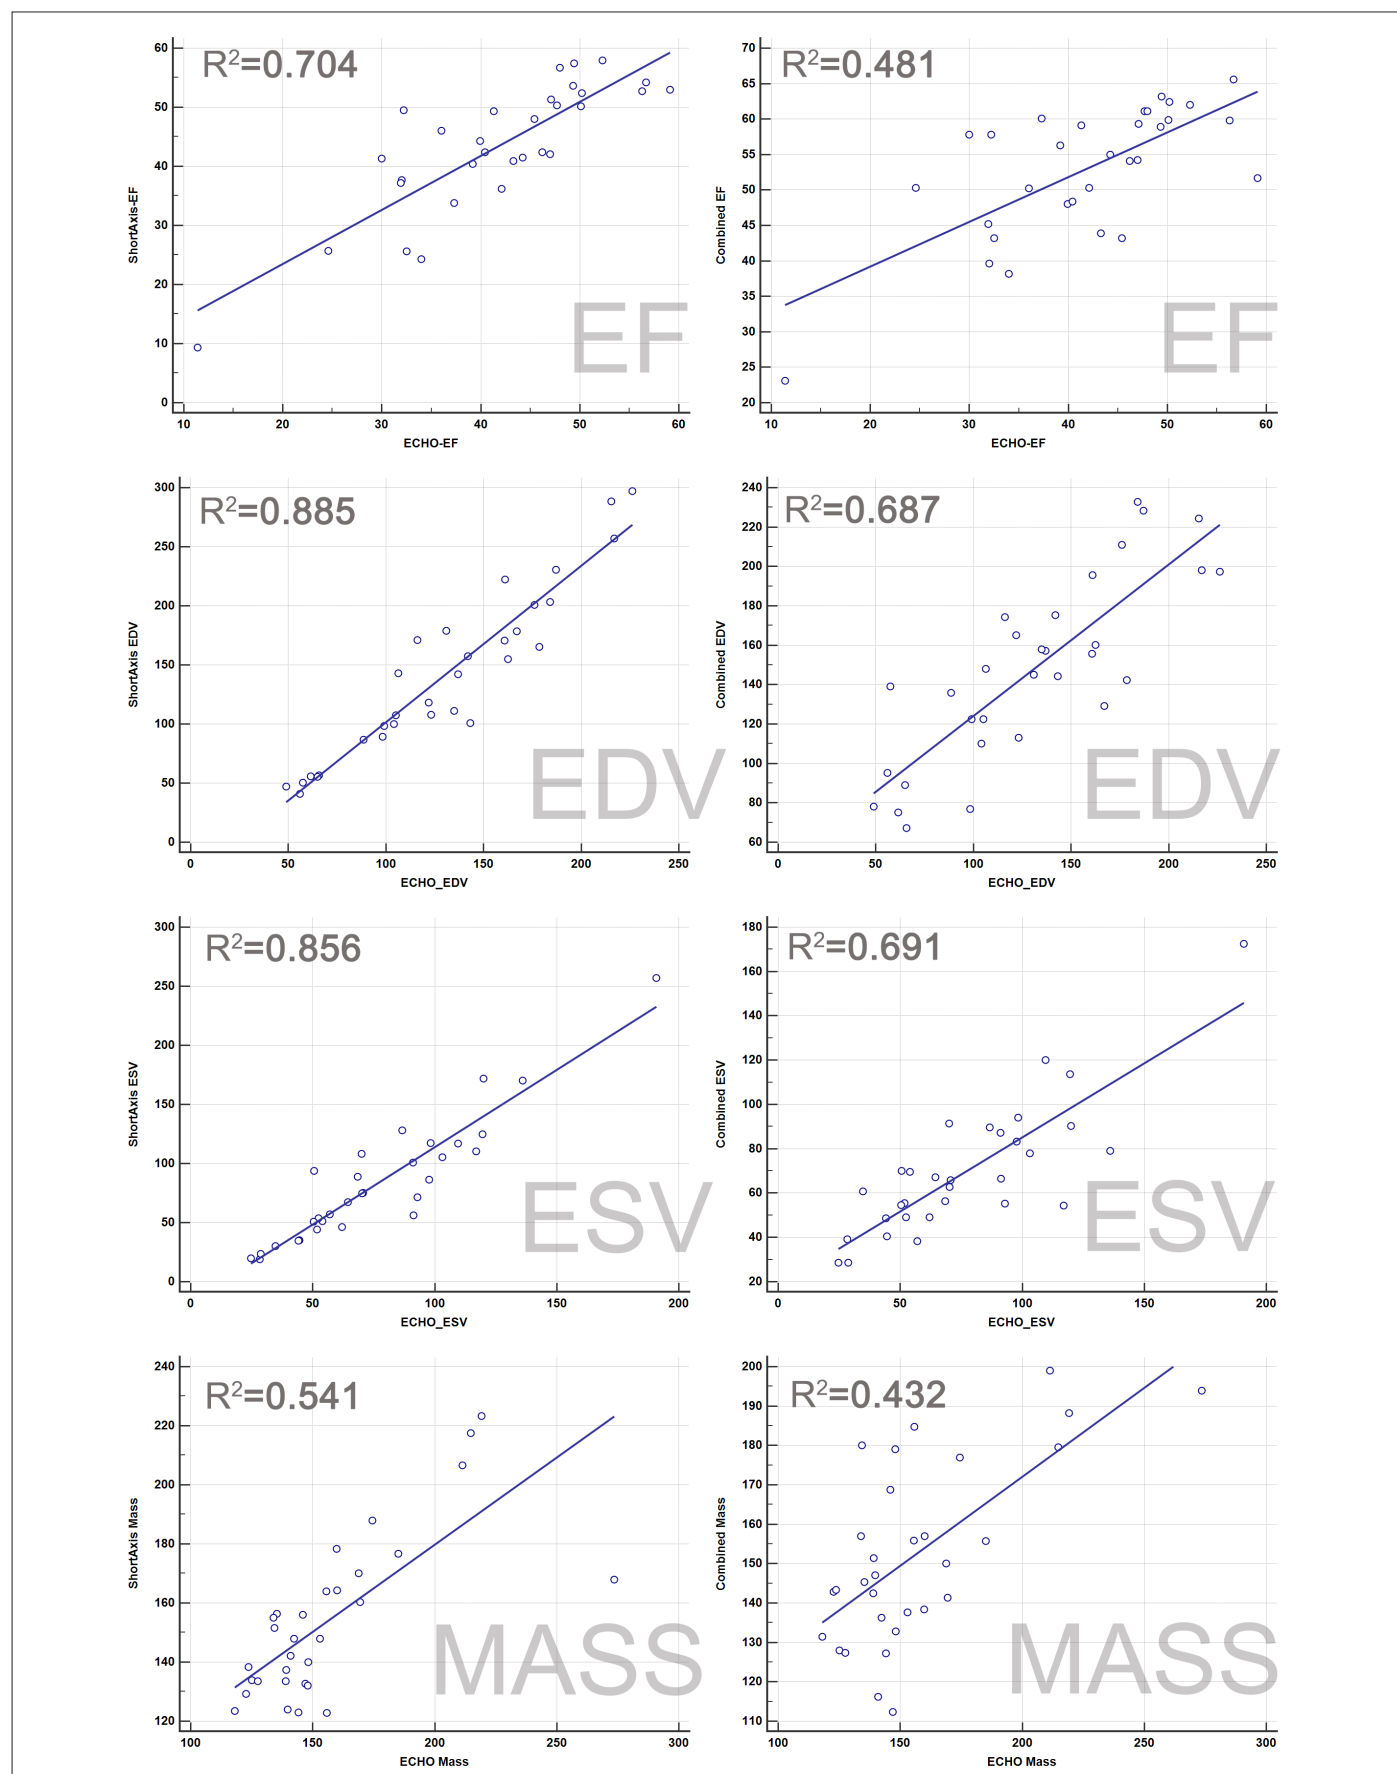 R²=0.704
EF
60
50
40
30
20
10
0
ShortAxis-EF
10 20 30 40 50 60
ECHO-EF
R²=0.481
EF
70
65
60
55
50
45
40
35
30
25
20
Combined EF
10 20 30 40 50 60
ECHO-EF
R²=0.885
EDV
300
250
200
150
100
50
0
ShortAxis EDV
0 50 100 150 200 250
ECHO_EDV
R²=0.687
EDV
240
220
200
180
160
140
120
100
80
60
Combined EDV
0 50 100 150 200 250
ECHO_EDV
R²=0.856
ESV
300
250
200
150
100
50
0
ShortAxis ESV
0 50 100 150 200
ECHO_ESV
R²=0.691
ESV
180
160
140
120
100
80
60
40
20
Combined ESV
0 50 100 150 200
ECHO_ESV
R²=0.541
MASS
240
220
200
180
160
140
120
ShortAxis Mass
100 150 200 250 300
ECHO Mass
R²=0.432
MASS
200
190
180
170
160
150
140
130
120
110
Combined Mass
100 150 200 250 300
ECHO Mass